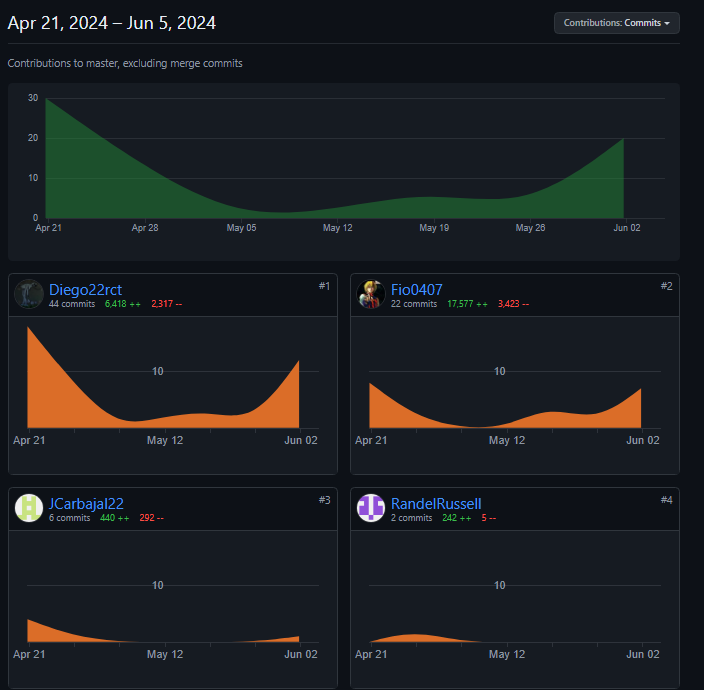 Apr 21, 2024 – Jun 5, 2024
Contributions: Commits
Contributions to master, excluding merge commits
30
20
10
0
Apr 21 Apr 28 May 05 May 12 May 19 May 26 Jun 02
Diego22rct #1
44 commits 6,418 ++ 2,317 --
10
Apr 21 May 12 Jun 02
Fio0407 #2
22 commits 17,577 ++ 3,423 --
10
Apr 21 May 12 Jun 02
JCarbajal22 #3
6 commits 440 ++ 292 --
10
Apr 21 May 12 Jun 02
RandelRussell #4
2 commits 242 ++ 5 --
10
Apr 21 May 12 Jun 02